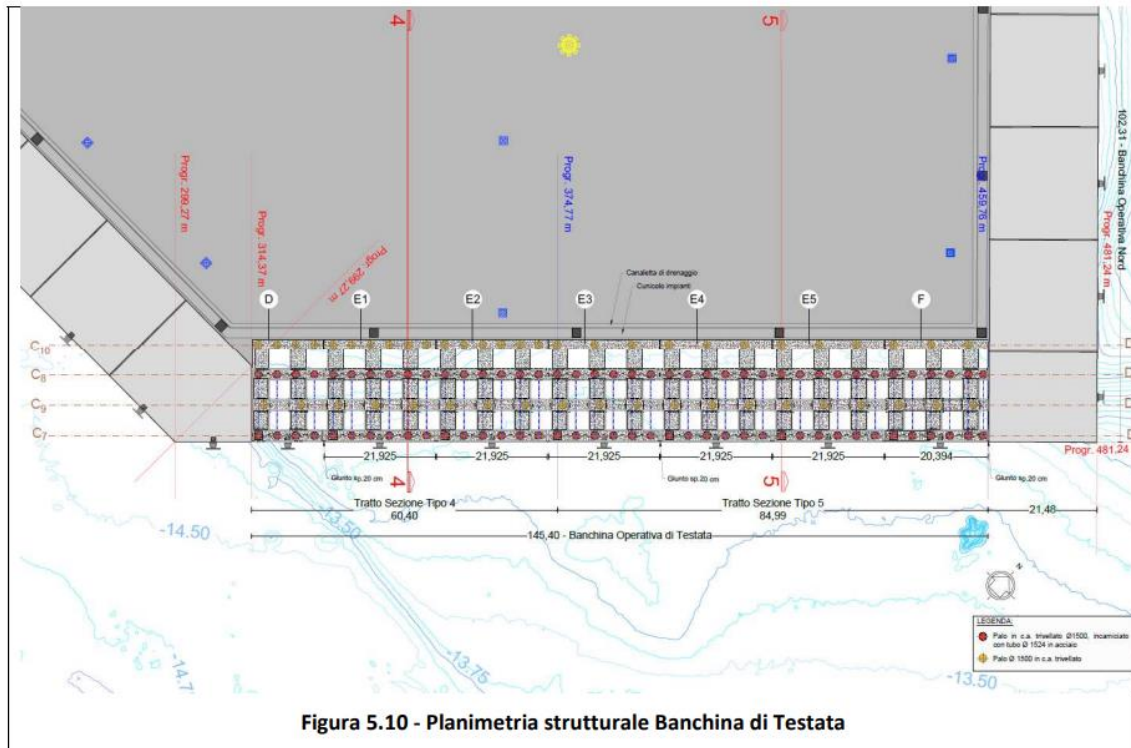 4
5
Progr. 299,27 m
Progr. 314,37 m
Progr. 299,27 m
Progr. 374,77 m
Progr. 459,76 m
102,31 - Banchina Operativa Nord
Progr. 481,24 m
Canaletta di drenaggio
Cunicolo impianti
D
E1
E2
E3
E4
E5
F
C10
C8
C9
C7
D
D
D
D
Progr. 481,24
21,925
21,925
21,925
21,925
21,925
20,394
Giunto sp.20 cm
Giunto sp.20 cm
Giunto sp.20 cm
4
5
Tratto Sezione Tipo 4
60,40
Tratto Sezione Tipo 5
84,99
21,48
145,40 - Banchina Operativa di Testata
-14.50
-13.50
-13.75
-14.7
-13.50
N
LEGENDA:
Palo in c.a. trivellato Ø1500, incamiciato
con tubo Ø 1524 in acciaio
Palo Ø 1500 in c.a. trivellato
Figura 5.10 - Planimetria strutturale Banchina di Testata